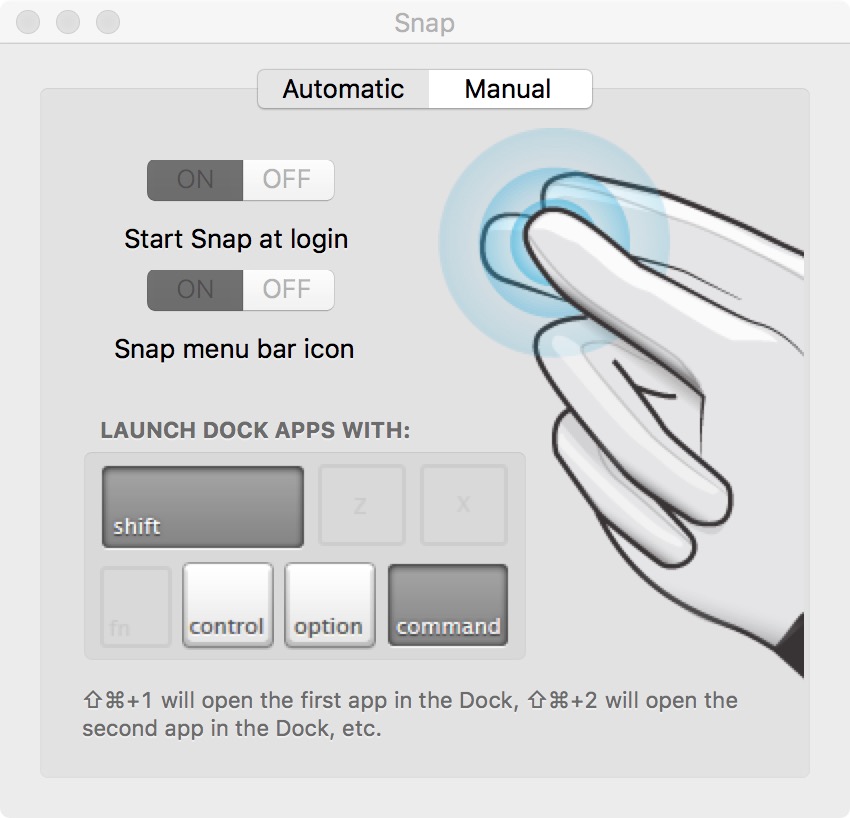 Snap
Automatic Manual
ON OFF
Start Snap at login
ON OFF
Snap menu bar icon
LAUNCH DOCK APPS WITH:
shift Z X
fn control option command
⇧⌘+1 will open the first app in the Dock, ⇧⌘+2 will open the
second app in the Dock, etc.